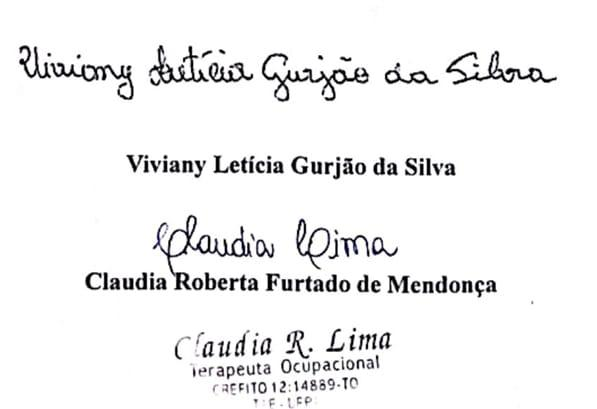 Viviany Letícia Gurjão da Silva
Viviany Letícia Gurjão da Silva
Claudia Lima
Claudia Roberta Furtado de Mendonça
Claudia R. Lima
Terapeuta Ocupacional
CREFITO 12:14889-TO